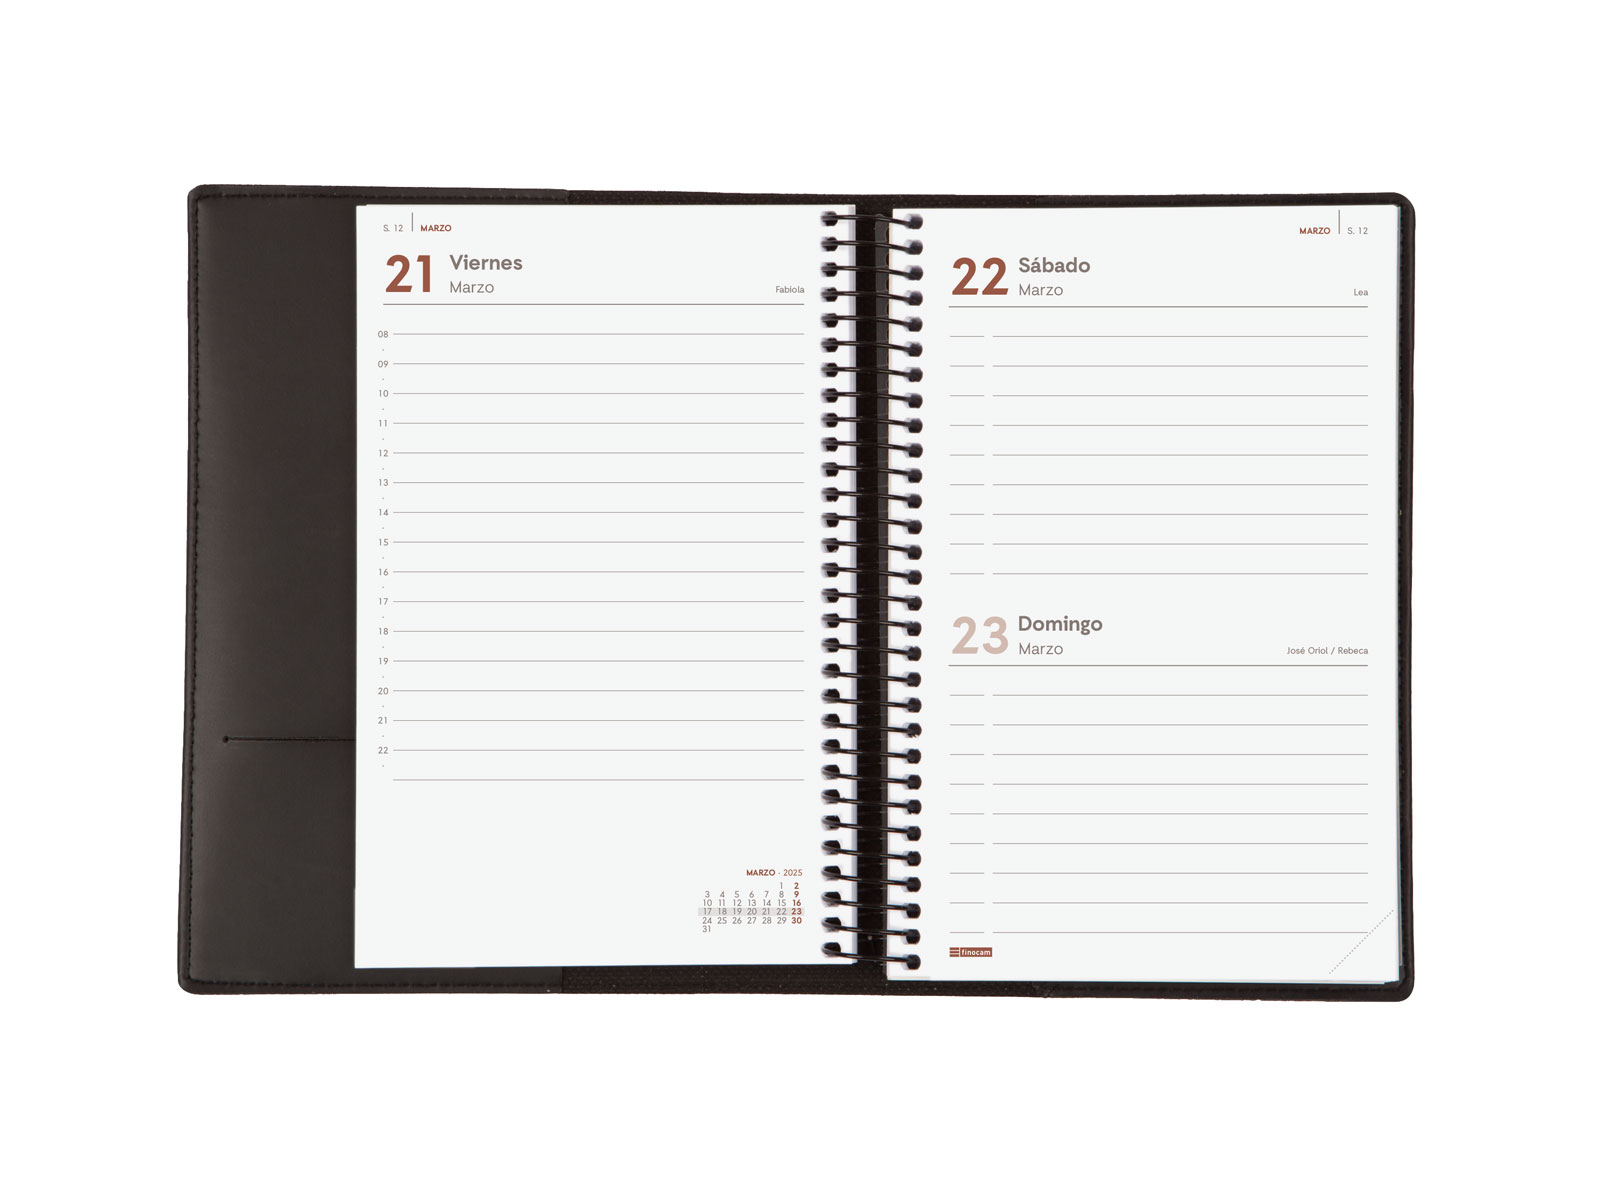 S. 12 MARZO
21 Viernes
Marzo
Fabiola
08
09
10
11
12
13
14
15
16
17
18
19
20
21
22
MARZO · 2025
1 2
3 4 5 6 7 8 9
10 11 12 13 14 15 16
17 18 19 20 21 22 23
24 25 26 27 28 29 30
31
MARZO S. 12
22 Sábado
Marzo
Lea
23 Domingo
Marzo
José Oriol / Rebeca
finocam